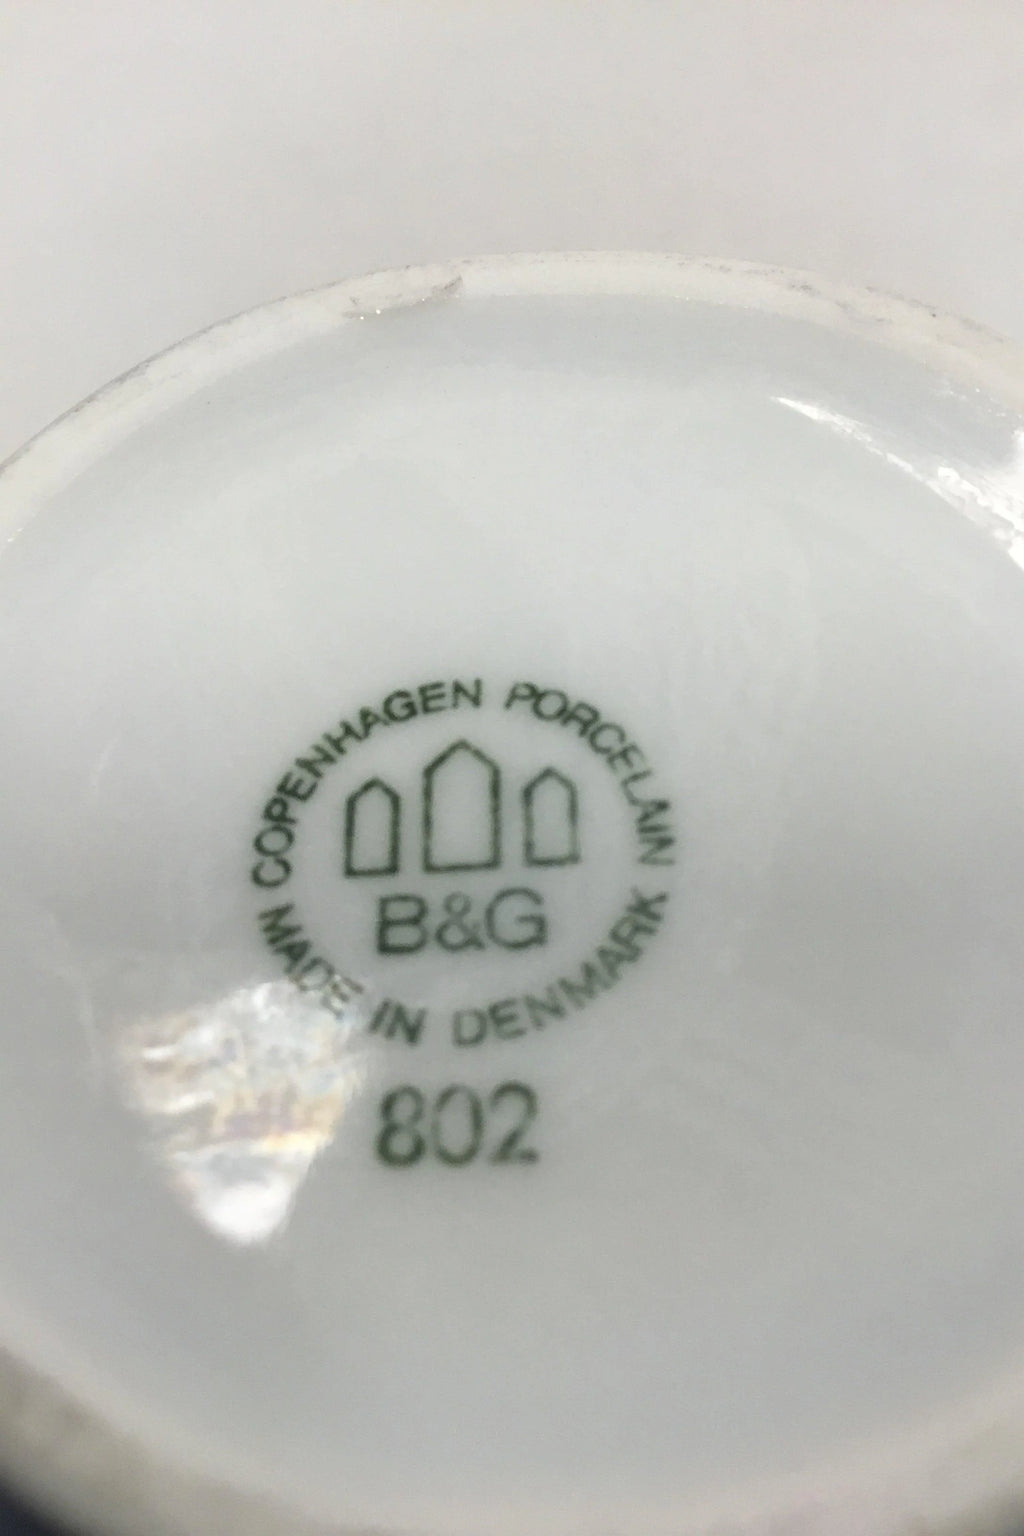 COPENHAGEN PORCELAIN
B&G
MADE IN DENMARK
802